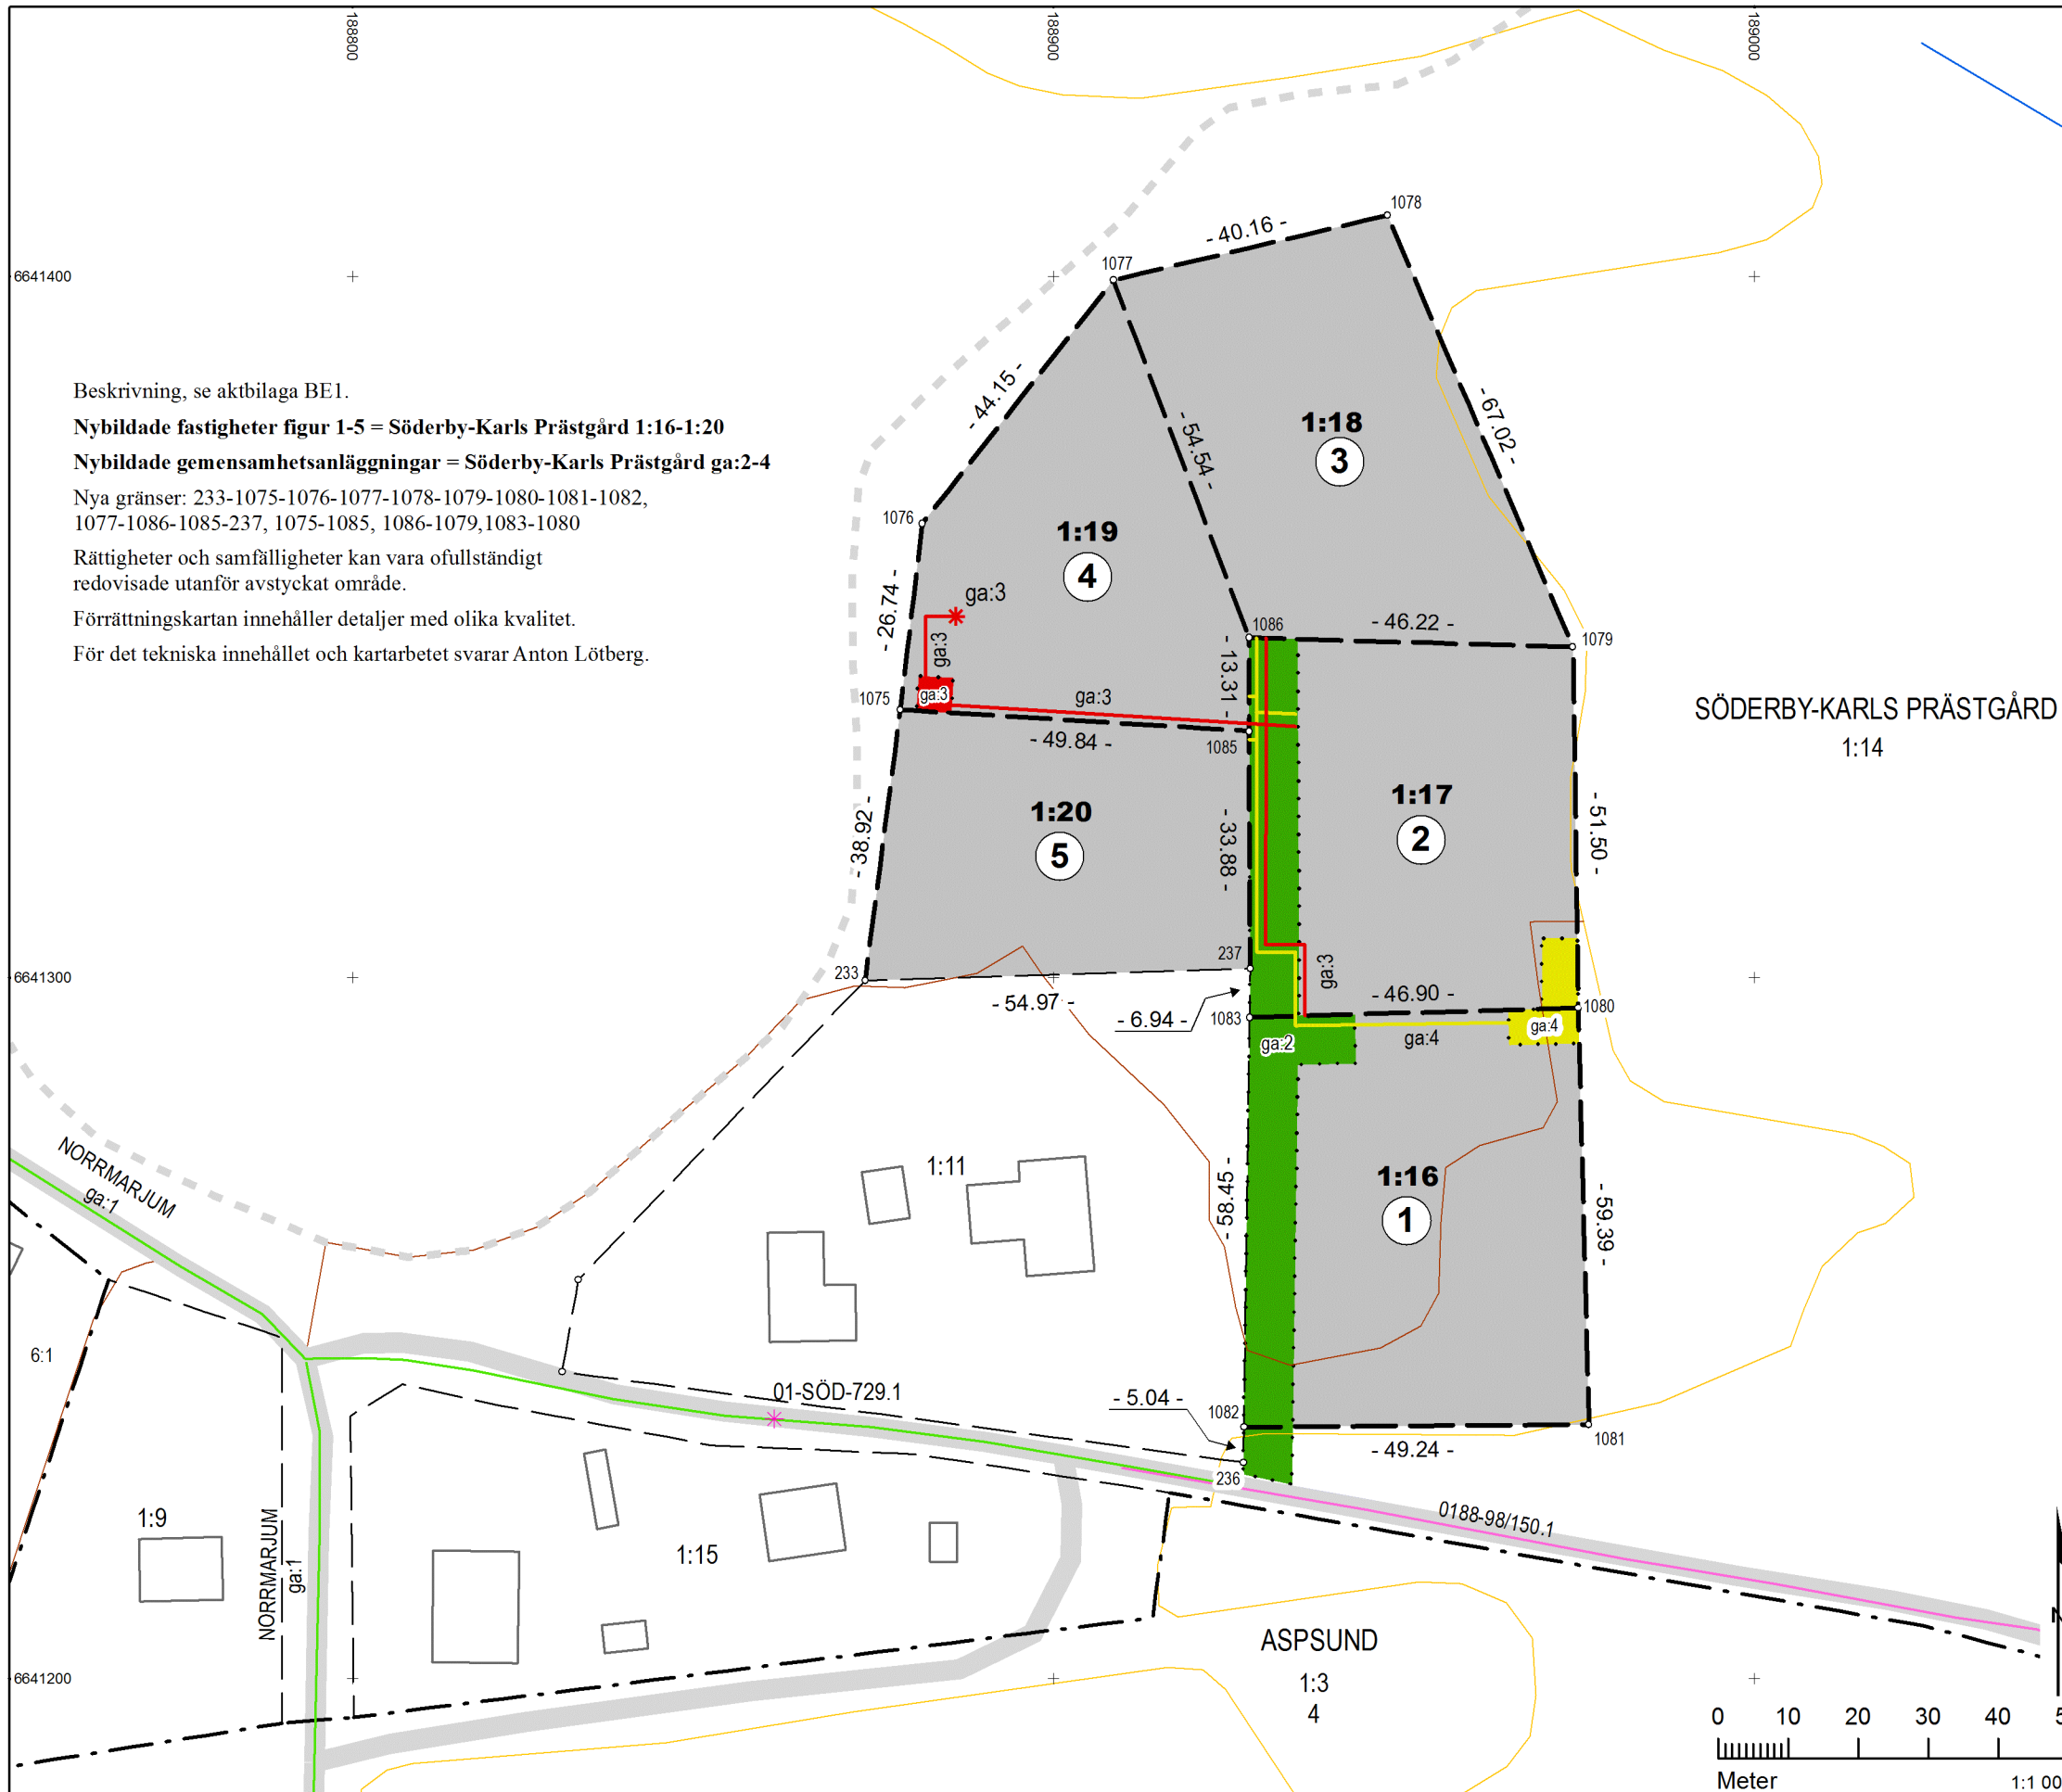 188800
188900
189000
1078
- 40.16 -
1077
6641400
- 44.15 -
- 54.54 -
- 67.02 -
Beskrivning, se aktbilaga BE1.
Nybildade fastigheter figur 1-5 = Söderby-Karls Prästgård 1:16-1:20
Nybildade gemensamhetsanläggningar = Söderby-Karls Prästgård ga:2-4
Nya gränser: 233-1075-1076-1077-1078-1079-1080-1081-1082,
1077-1086-1085-237, 1075-1085, 1086-1079,1083-1080
Rättigheter och samfälligheter kan vara ofullständigt
redovisade utanför avstyckat område.
Förrättningskartan innehåller detaljer med olika kvalitet.
För det tekniska innehållet och kartarbetet svarar Anton Lötberg.
1:18
3
1076
1:19
4
- 26.74 -
ga:3
ga:3
1086
- 46.22 -
1079
- 13.31 -
1075
ga:3
ga:3
- 49.84 -
1085
SÖDERBY-KARLS PRÄSTGÅRD
1:14
1:17
2
1:20
5
- 38.92 -
- 33.88 -
- 51.50 -
237
233
6641300
ga:3
- 54.97 -
- 6.94 -
1083
- 46.90 -
1080
ga:2
ga:4
ga:4
NORRMARJUM
ga:1
1:11
1:16
1
- 58.45 -
- 59.39 -
6:1
01-SÖD-729.1
- 5.04 -
1082
- 49.24 -
1081
236
1:9
NORRMARJUM
ga:1
1:15
0188-98/150.1
ASPSUND
1:3
4
6641200
N
0 10 20 30 40 5
Meter
1:1 00